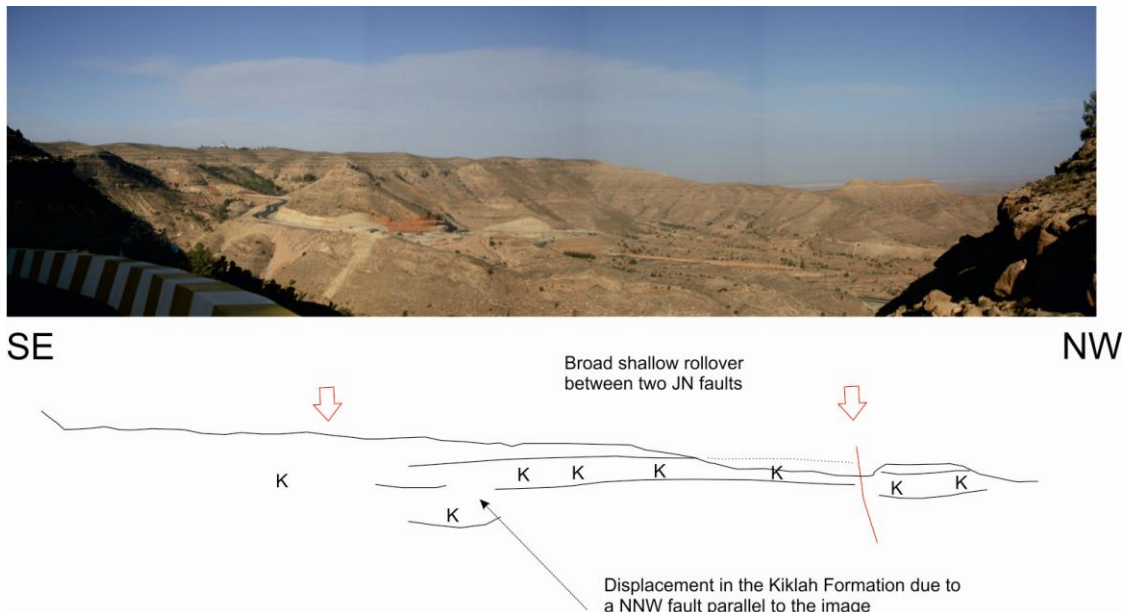 SE
NW
Broad shallow rollover
between two JN faults
K
K
K
K
K
K
K
K
Displacement in the Kiklah Formation due to
a NNW fault parallel to the image